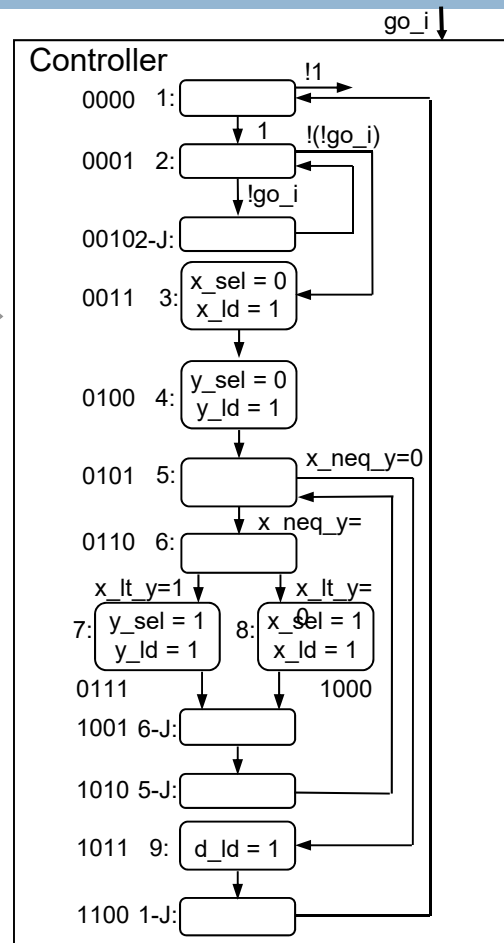 go_i
Controller
!1
0000 1:
1
!(!go_i)
0001 2:
!go_i
0010 2-J:
0011 3:
x_sel = 0
x_ld = 1
0100 4:
y_sel = 0
y_ld = 1
x_neq_y=0
0101 5:
x_neq_y=
0110 6:
x_lt_y=1
x_lt_y=
0
7:
y_sel = 1
y_ld = 1
8:
x_sel = 1
x_ld = 1
0111
1000
1001 6-J:
1010 5-J:
1011 9:
d_ld = 1
1100 1-J: